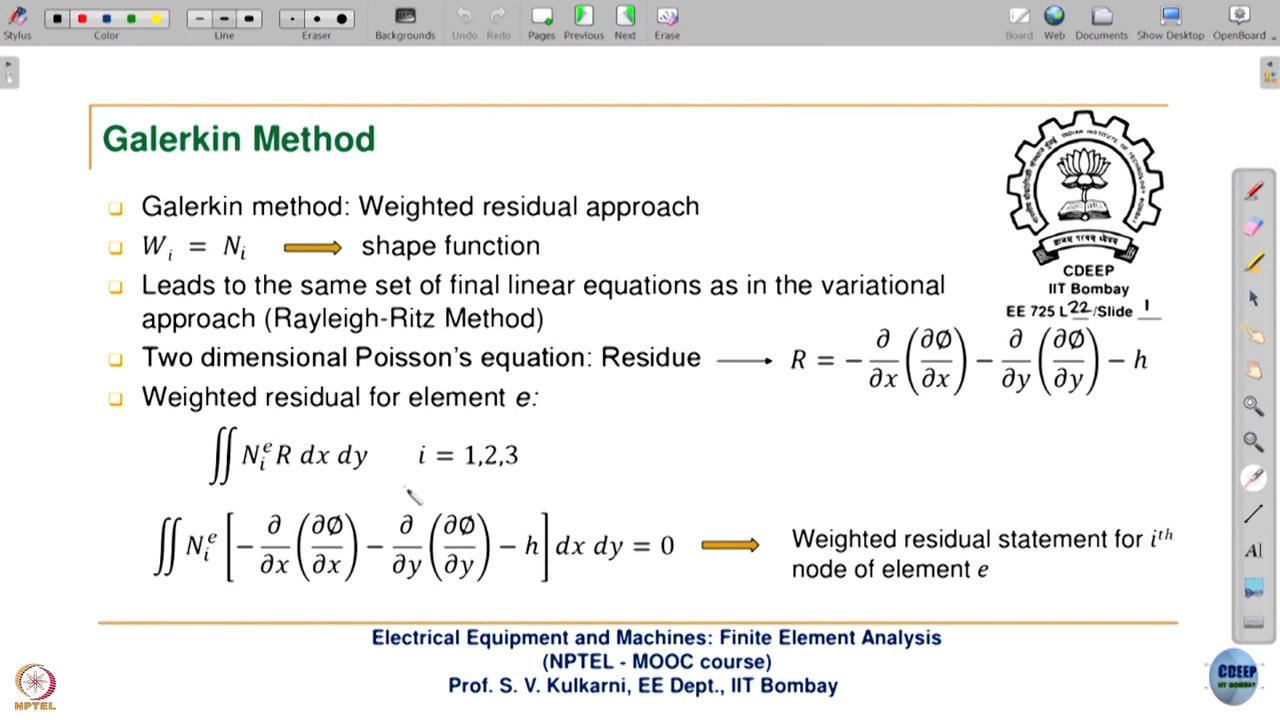 Stylus
Color
Line
Eraser
Backgrounds
Undo
Redo
Pages
Previous
Next
Erase
Board
Web
Documents
Show Desktop
OpenBoard
Galerkin Method
Galerkin method: Weighted residual approach
W_i = N_i ⟹ shape function
Leads to the same set of final linear equations as in the variational
approach (Rayleigh-Ritz Method)
Two dimensional Poisson's equation: Residue ⟶ R = −∂/∂x(∂Ø/∂x) − ∂/∂y(∂Ø/∂y) − h
Weighted residual for element e:
∬ N_i^e R dx dy i = 1,2,3
∬ N_i^e [−∂/∂x(∂Ø/∂x) − ∂/∂y(∂Ø/∂y) − h] dx dy = 0 ⟹ Weighted residual statement for i^th
node of element e
CDEEP
IIT Bombay
EE 725 L 22 /Slide 1
Electrical Equipment and Machines: Finite Element Analysis
(NPTEL - MOOC course)
Prof. S. V. Kulkarni, EE Dept., IIT Bombay
NPTEL
CDEEP
IIT BOMBAY